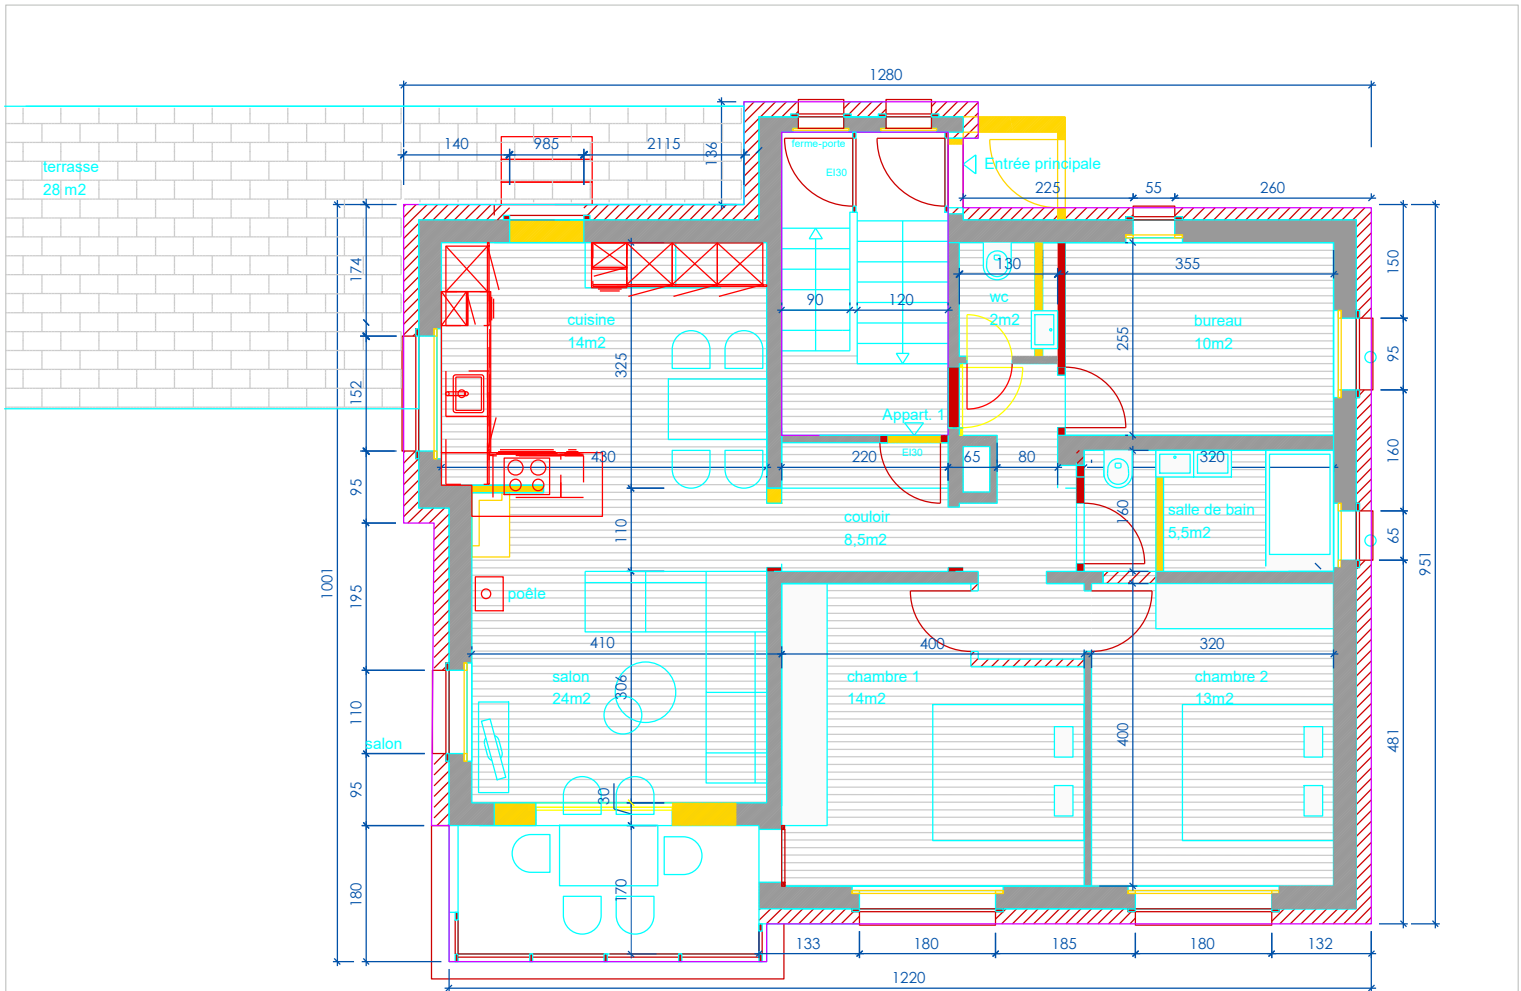 1280
140
985
2115
136
ferme-porte
EI30
Entrée principale
225
55
260
terrasse
28 m2
174
150
130
355
90
120
wc
2m2
cuisine
14m2
bureau
10m2
325
255
95
152
Appart. 1
EI30
430
220
65
80
320
160
95
couloir
8,5m2
salle de bain
5,5m2
110
160
65
951
1001
195
poêle
410
400
320
salon
24m2
306
chambre 1
14m2
chambre 2
13m2
110
salon
400
481
95
30
180
170
133
180
185
180
132
1220